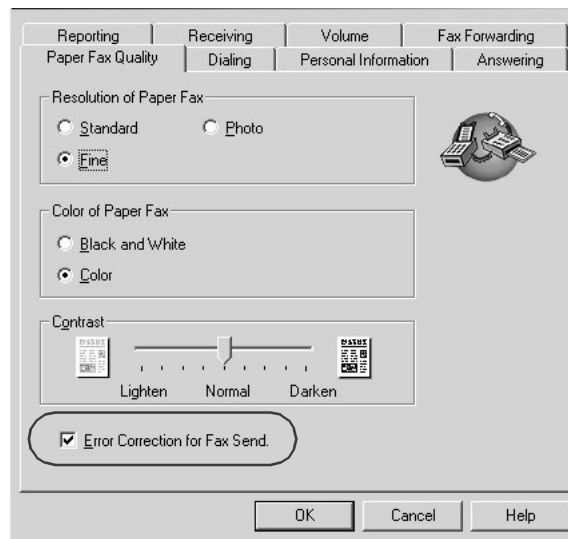 Reporting Receiving Volume Fax Forwarding
Paper Fax Quality Dialing Personal Information Answering
Resolution of Paper Fax
Standard Photo
Fine
Color of Paper Fax
Black and White
Color
Contrast
Lighten Normal Darken
Error Correction for Fax Send.
OK Cancel Help